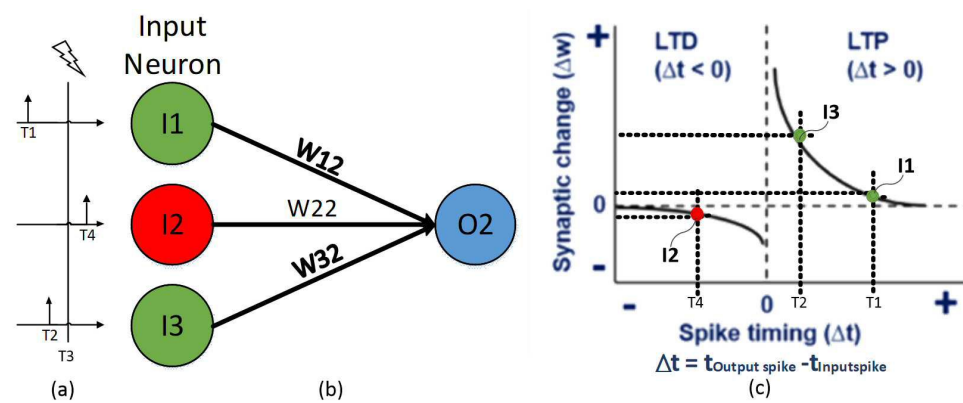 Input
Neuron
T1
I1
T4
I2
T2
I3
T3
W12
W22
W32
O2
(a)
(b)
Synaptic change (Δw)
+
0
-
LTD
(Δt < 0)
LTP
(Δt > 0)
I3
I1
I2
- T4 0 T2 T1 +
Spike timing (Δt)
Δt = tOutput spike -tInputspike
(c)